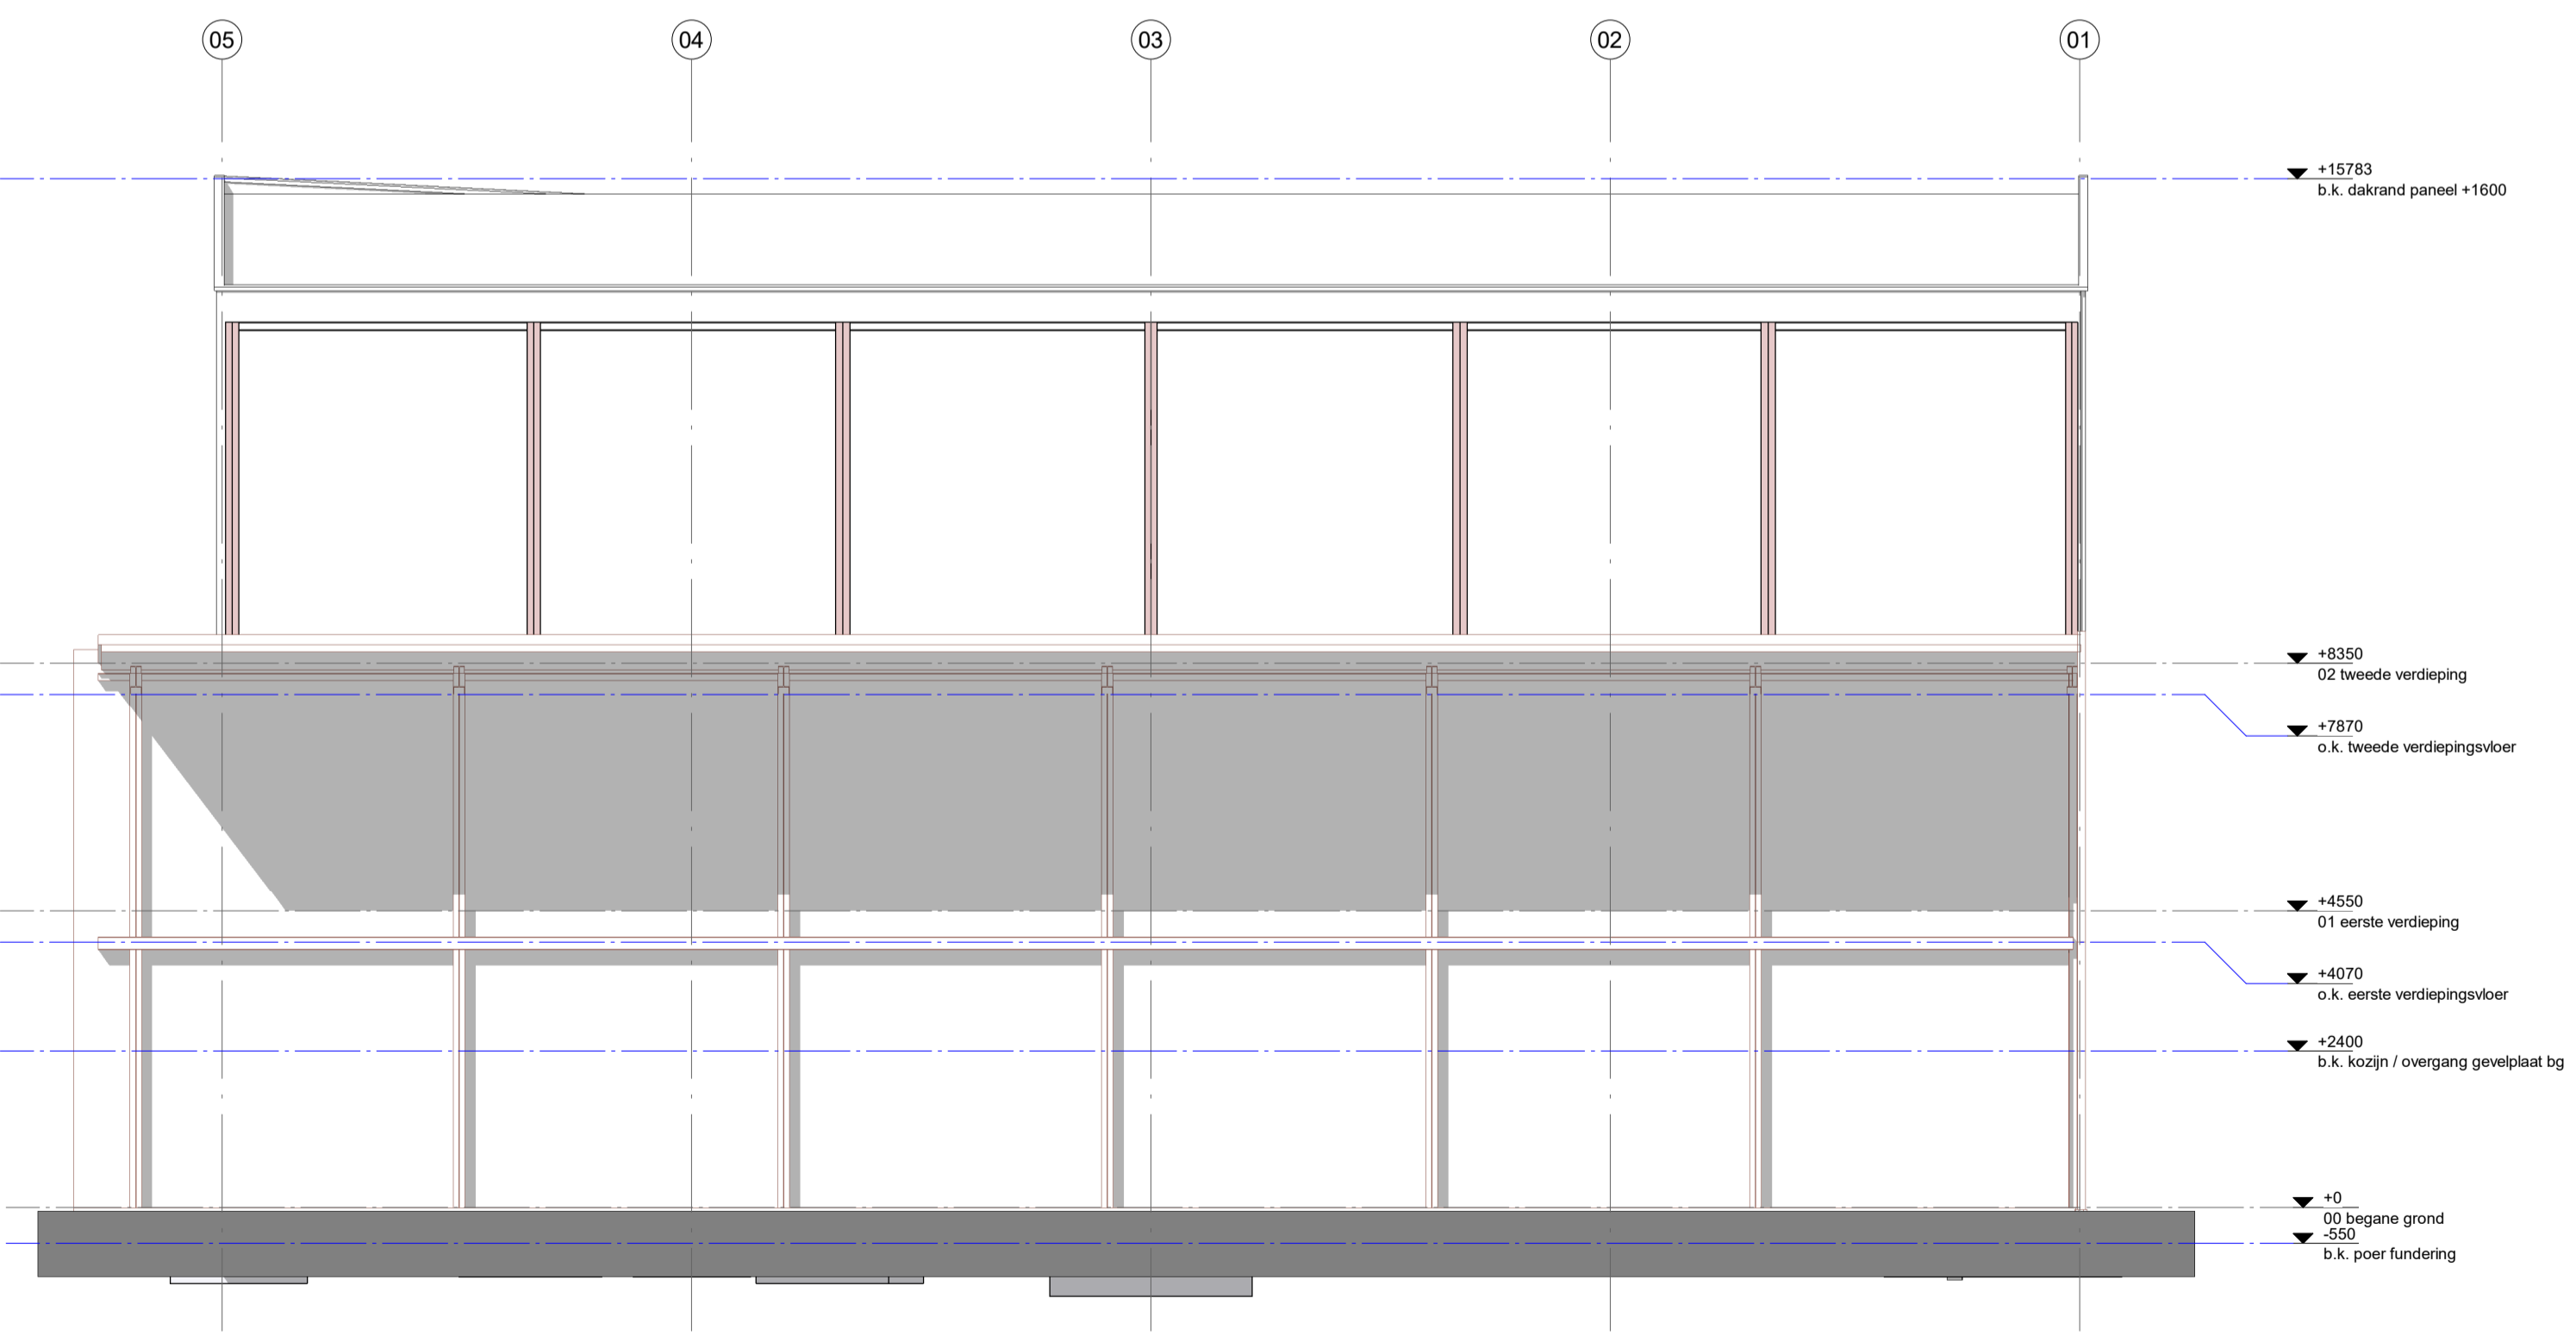 05
04
03
02
01
+15783
b.k. dakrand paneel +1600
+8350
02 tweede verdieping
+7870
o.k. tweede verdiepingsvloer
+4550
01 eerste verdieping
+4070
o.k. eerste verdiepingsvloer
+2400
b.k. kozijn / overgang gevelplaat bg
+0
00 begane grond
-550
b.k. poer fundering